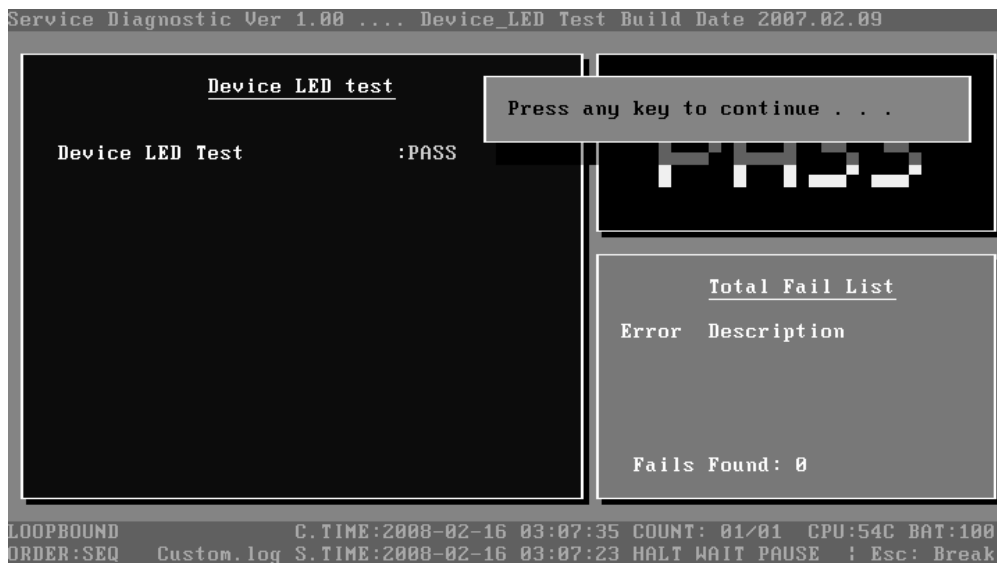 Service Diagnostic Ver 1.00 .... Device_LED Test Build Date 2007.02.09
Device LED test
Press any key to continue . . .
Device LED Test :PASS
PASS
Total Fail List
Error Description
Fails Found: 0
LOOPBOUND C.TIME:2008-02-16 03:07:35 COUNT: 01/01 CPU:54C BAT:100
ORDER:SEQ Custom.log S.TIME:2008-02-16 03:07:23 HALT WAIT PAUSE ¦ Esc: Break